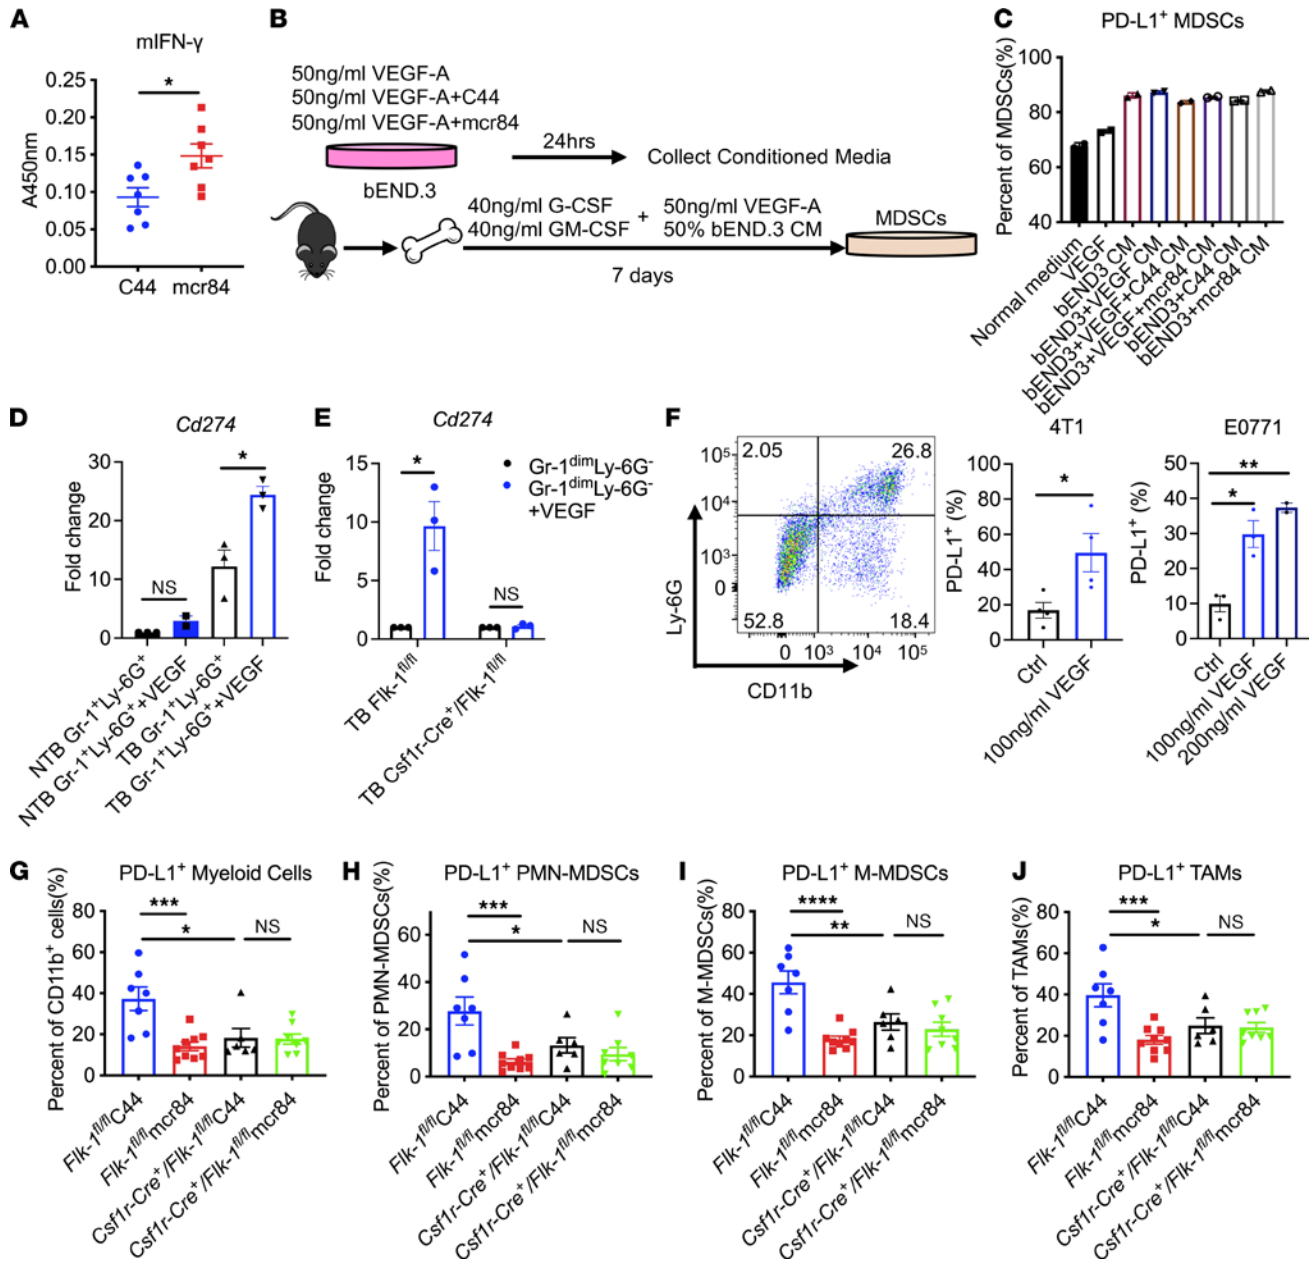 A
mIFN-γ
*
A450nm
0.25
0.20
0.15
0.10
0.05
0.00
C44
mcr84
B
50ng/ml VEGF-A
50ng/ml VEGF-A+C44
50ng/ml VEGF-A+mcr84
bEND.3
24hrs
Collect Conditioned Media
40ng/ml G-CSF
40ng/ml GM-CSF
+
50ng/ml VEGF-A
50% bEND.3 CM
7 days
MDSCs
C
PD-L1⁺ MDSCs
Percent of MDSCs(%)
100
80
60
40
Normal medium
VEGF
bEND3 CM
bEND3+VEGF CM
bEND3+VEGF+C44 CM
bEND3+VEGF+mcr84 CM
bEND3+C44 CM
bEND3+mcr84 CM
D
Cd274
Fold change
30
20
10
0
NS
*
NTB Gr-1⁺Ly-6G⁺
NTB Gr-1⁺Ly-6G⁺+VEGF
TB Gr-1⁺Ly-6G⁺
TB Gr-1⁺Ly-6G⁺+VEGF
E
Cd274
Fold change
15
10
5
0
*
NS
Gr-1ᵈⁱᵐLy-6G⁻
Gr-1ᵈⁱᵐLy-6G⁻
+VEGF
TB Flk-1ᶠˡ/ᶠˡ
TB Csf1r-Cre⁺/Flk-1ᶠˡ/ᶠˡ
F
2.05
26.8
52.8
18.4
10⁵
10⁴
10³
0
0 10³ 10⁴ 10⁵
Ly-6G
CD11b
4T1
PD-L1⁺ (%)
100
80
60
40
20
0
*
Ctrl
100ng/ml VEGF
E0771
PD-L1⁺ (%)
50
40
30
20
10
0
**
*
Ctrl
100ng/ml VEGF
200ng/ml VEGF
G
PD-L1⁺ Myeloid Cells
Percent of CD11b⁺ cells(%)
80
60
40
20
0
***
*
NS
Flk-1ᶠˡ/ᶠˡC44
Flk-1ᶠˡ/ᶠˡmcr84
Csf1r-Cre⁺/Flk-1ᶠˡ/ᶠˡC44
Csf1r-Cre⁺/Flk-1ᶠˡ/ᶠˡmcr84
H
PD-L1⁺ PMN-MDSCs
Percent of PMN-MDSCs(%)
60
40
20
0
***
*
NS
Flk-1ᶠˡ/ᶠˡC44
Flk-1ᶠˡ/ᶠˡmcr84
Csf1r-Cre⁺/Flk-1ᶠˡ/ᶠˡC44
Csf1r-Cre⁺/Flk-1ᶠˡ/ᶠˡmcr84
I
PD-L1⁺ M-MDSCs
Percent of M-MDSCs(%)
80
60
40
20
0
****
**
NS
Flk-1ᶠˡ/ᶠˡC44
Flk-1ᶠˡ/ᶠˡmcr84
Csf1r-Cre⁺/Flk-1ᶠˡ/ᶠˡC44
Csf1r-Cre⁺/Flk-1ᶠˡ/ᶠˡmcr84
J
PD-L1⁺ TAMs
Percent of TAMs(%)
80
60
40
20
0
***
*
NS
Flk-1ᶠˡ/ᶠˡC44
Flk-1ᶠˡ/ᶠˡmcr84
Csf1r-Cre⁺/Flk-1ᶠˡ/ᶠˡC44
Csf1r-Cre⁺/Flk-1ᶠˡ/ᶠˡmcr84